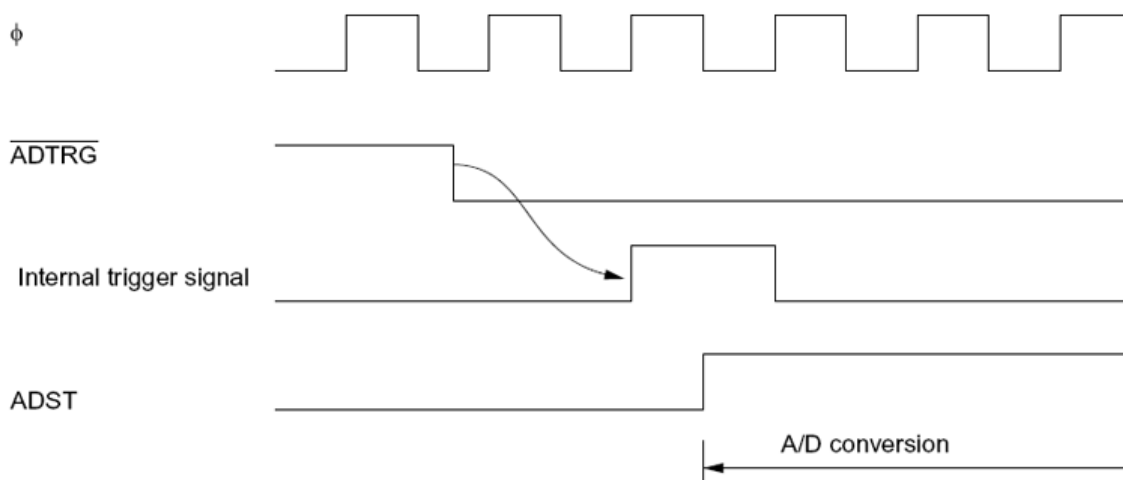 ϕ
ADTRG
Internal trigger signal
ADST
A/D conversion